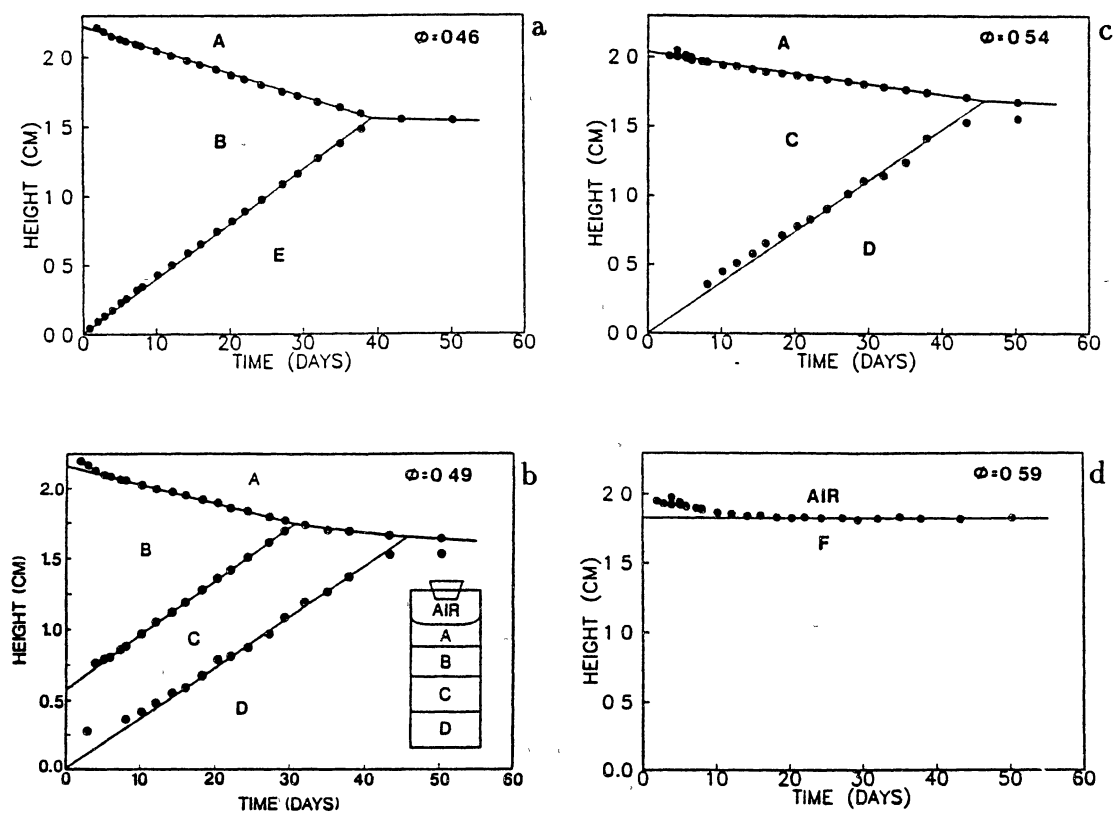 a
Φ=0.46
A
B
E
2 0
1 5
1 0
0 5
0 0
HEIGHT (CM)
0
10
20
30
40
50
60
TIME (DAYS)
c
Φ=0.54
A
C
D
2 0
1 5
1 0
0 5
0 0
HEIGHT (CM)
0
10
20
30
40
50
60
TIME (DAYS)
b
Φ=0.49
A
B
C
D
AIR
A
B
C
D
2.0
1.5
1.0
0.5
0.0
HEIGHT (CM)
0
10
20
30
40
50
60
TIME (DAYS)
d
Φ=0.59
AIR
F
2 0
1 5
1 0
0 5
0 0
HEIGHT (CM)
0
10
20
30
40
50
60
TIME (DAYS)